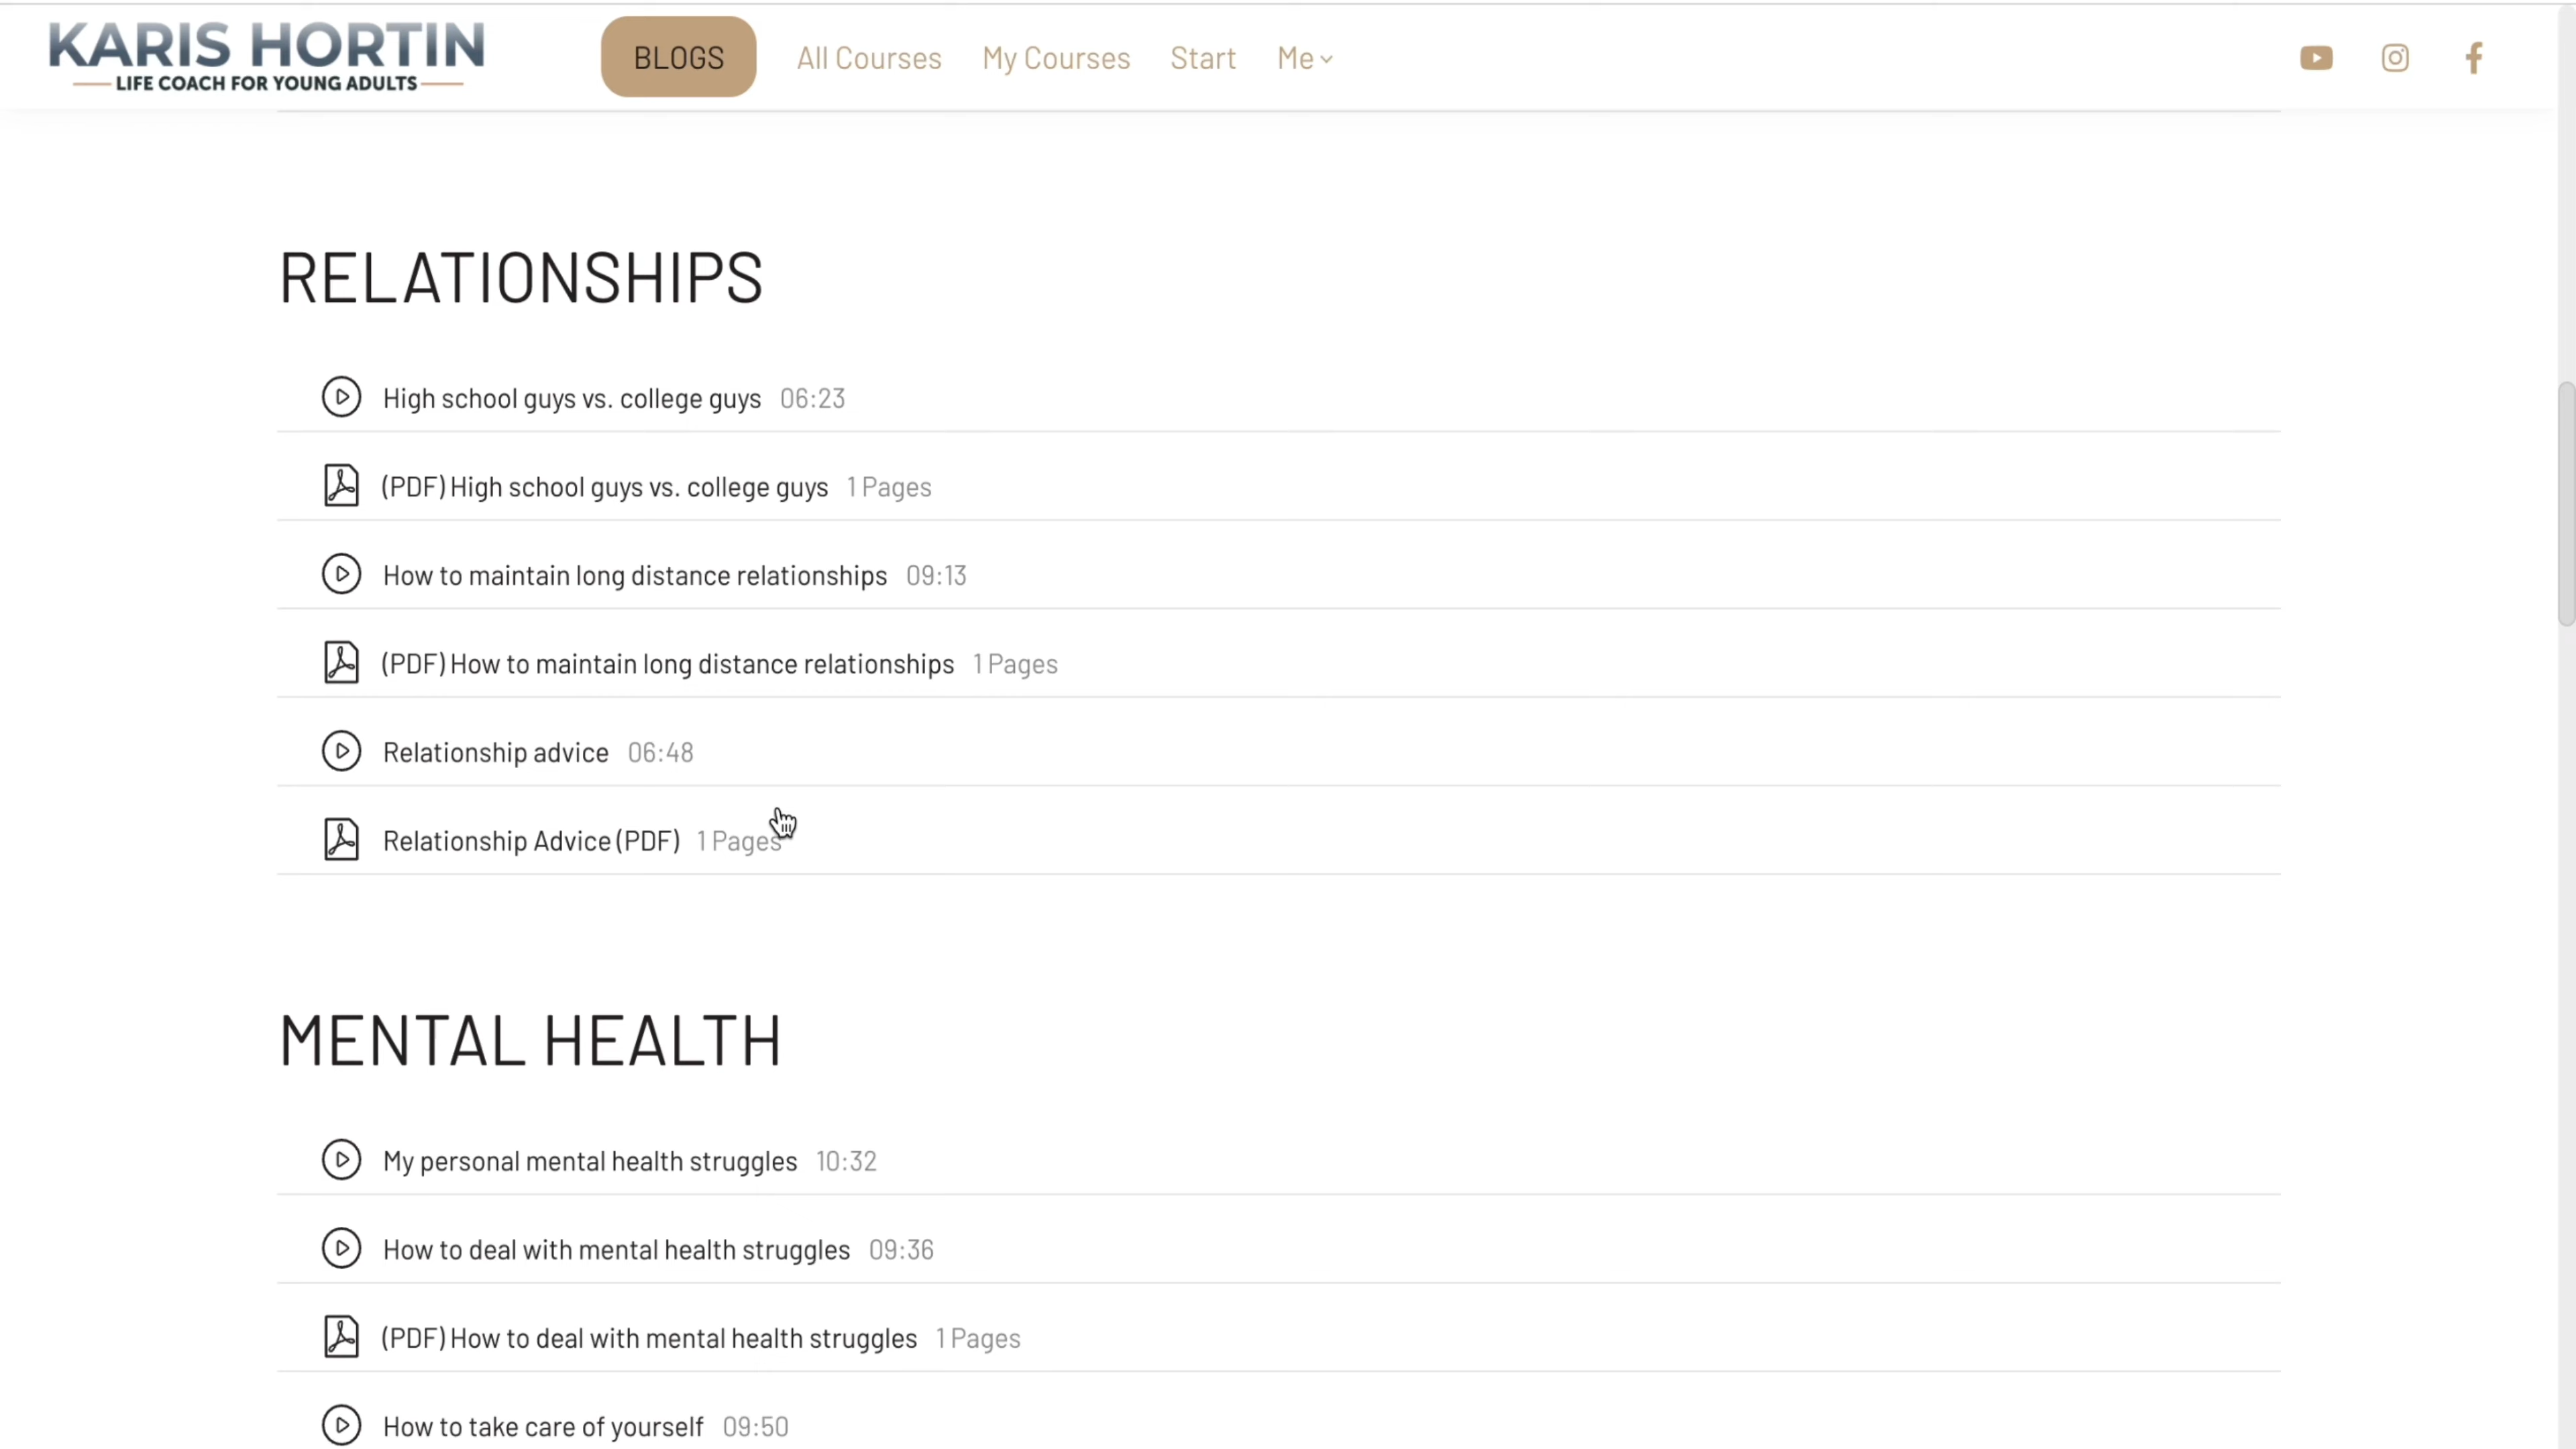 KARIS HORTIN
LIFE COACH FOR YOUNG ADULTS
BLOGS All Courses My Courses Start Me
RELATIONSHIPS
High school guys vs. college guys 06:23
(PDF) High school guys vs. college guys 1 Pages
How to maintain long distance relationships 09:13
(PDF) How to maintain long distance relationships 1 Pages
Relationship advice 06:48
Relationship Advice (PDF) 1 Pages
MENTAL HEALTH
My personal mental health struggles 10:32
How to deal with mental health struggles 09:36
(PDF) How to deal with mental health struggles 1 Pages
How to take care of yourself 09:50